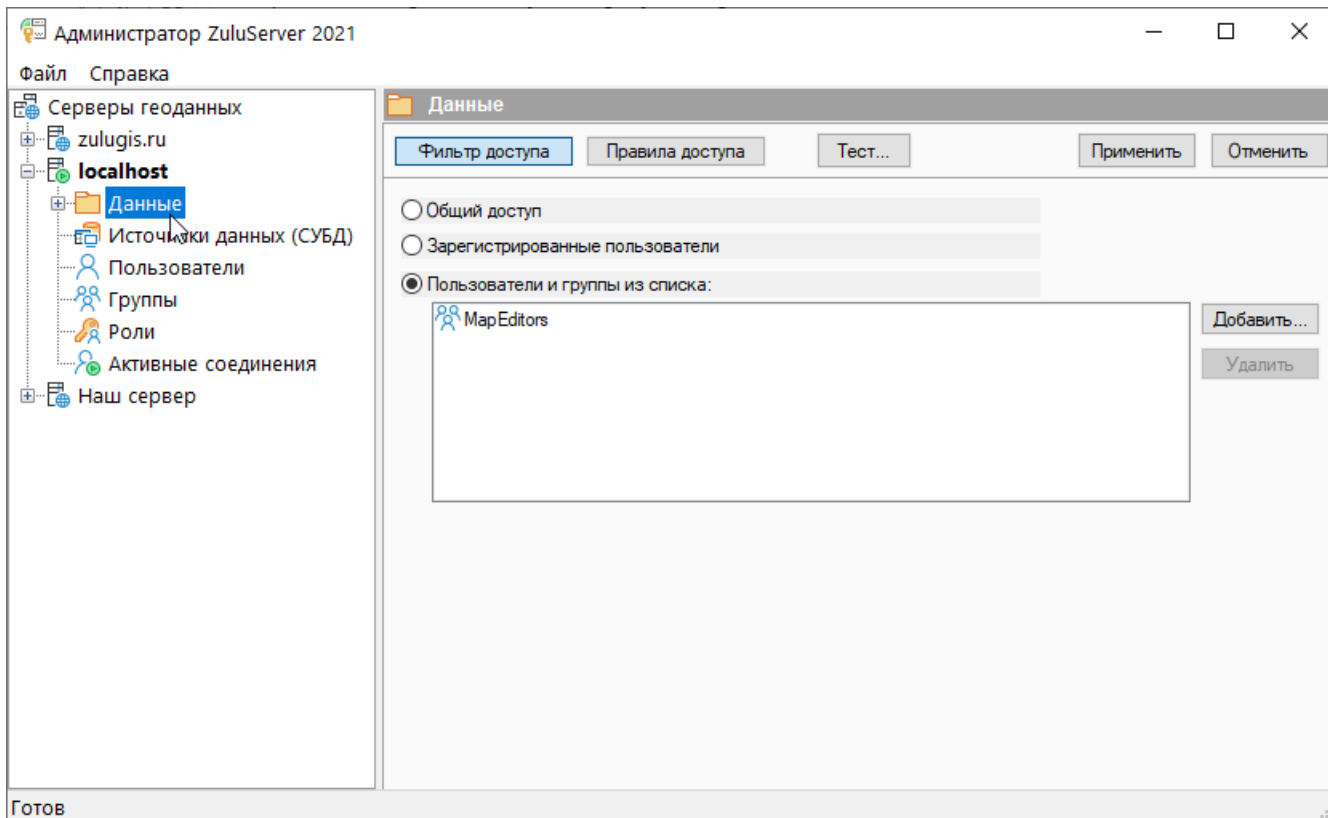 Администратор ZuluServer 2021
Файл Справка
Серверы геоданных
zulugis.ru
localhost
Данные
Источники данных (СУБД)
Пользователи
Группы
Роли
Активные соединения
Наш сервер
Данные
Фильтр доступа Правила доступа Тест... Применить Отменить
Общий доступ
Зарегистрированные пользователи
Пользователи и группы из списка:
MapEditors
Добавить...
Удалить
Готов